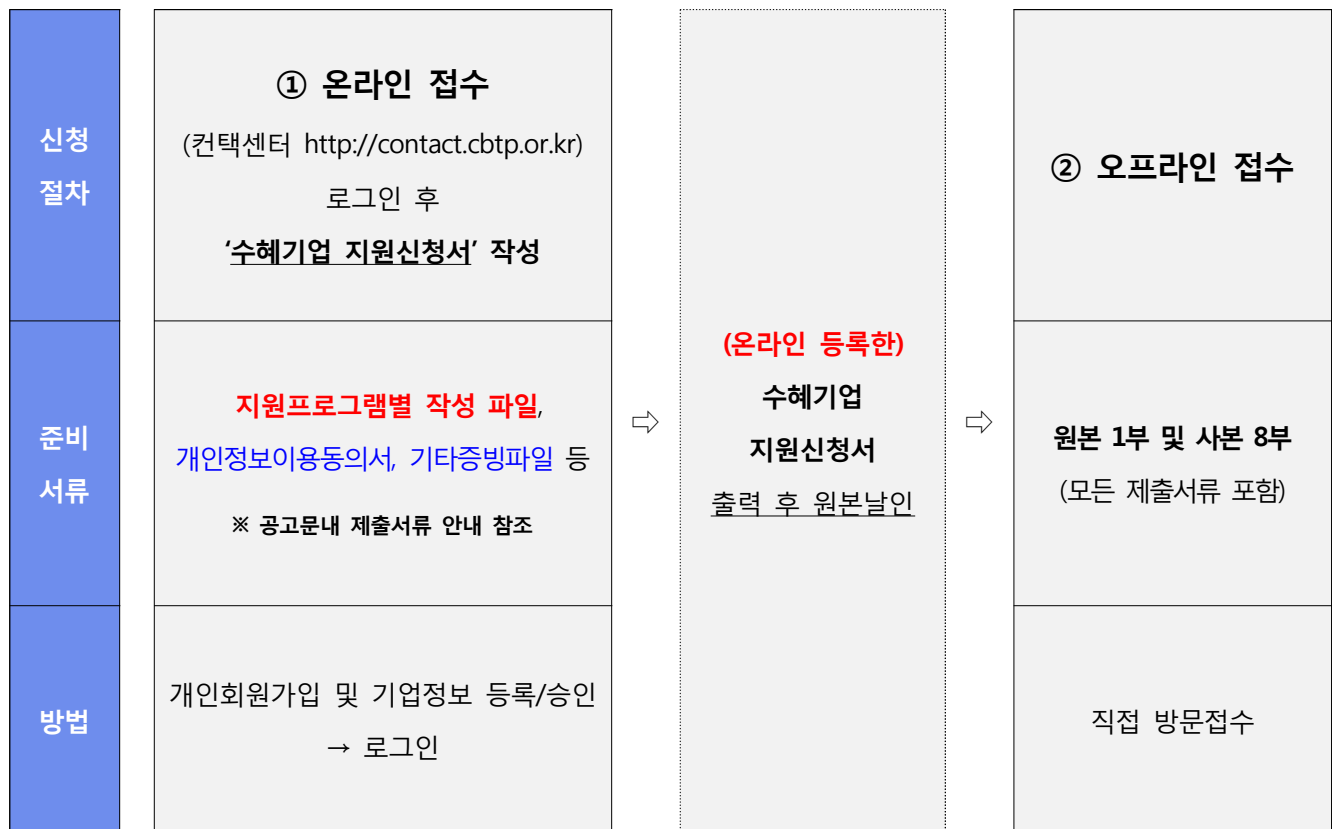 신청
절차
① 온라인 접수
(컨택센터 http://contact.cbtp.or.kr)
로그인 후
‘수혜기업 지원신청서’ 작성
② 오프라인 접수
준비
서류
지원프로그램별 작성 파일,
개인정보이용동의서, 기타증빙파일 등
※ 공고문내 제출서류 안내 참조
⇨
(온라인 등록한)
수혜기업
지원신청서
출력 후 원본날인
⇨
원본 1부 및 사본 8부
(모든 제출서류 포함)
방법
개인회원가입 및 기업정보 등록/승인
→ 로그인
직접 방문접수